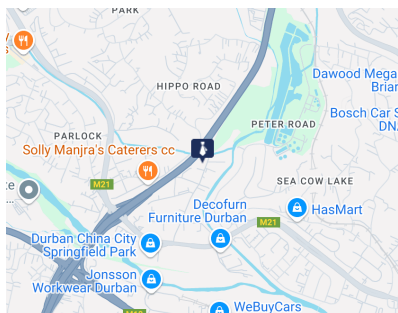 PARK
HIPPO ROAD
Dawood Mega
Brian
Bosch Car S
DNA
PETER ROAD
PARLOCK
Solly Manjra's Caterers cc
M21
SEA COW LAKE
Decofurn
Furniture Durban
HasMart
M21
Durban China City
Springfield Park
Jonsson
Workwear Durban
WeBuyCars